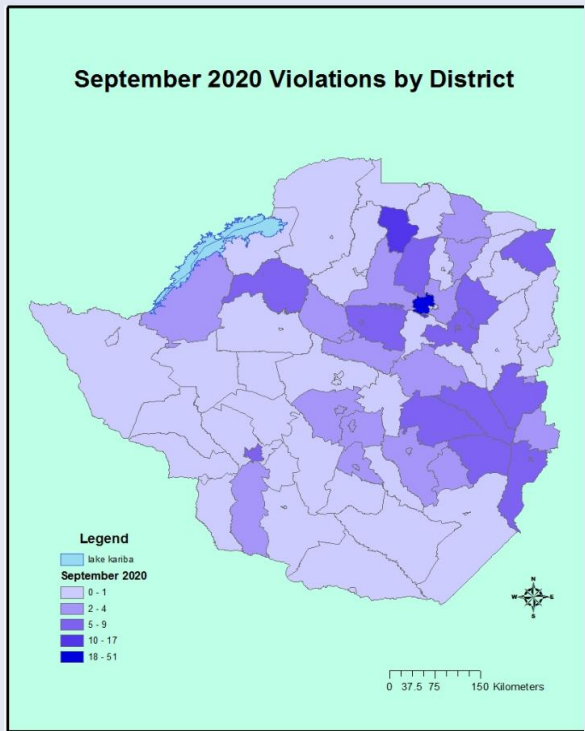 September 2020 Violations by District
Legend
lake kariba
September 2020
0 - 1
2 - 4
5 - 9
10 - 17
18 - 51
N
W E
S
0 37.5 75 150 Kilometers